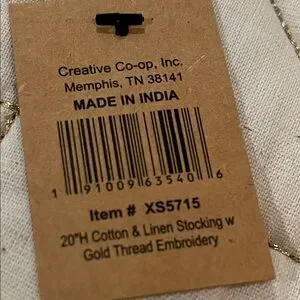 Creative Co-op, Inc.
Memphis, TN 38141
MADE IN INDIA
1 91009 63540 6
Item # XS5715
20"H Cotton & Linen Stocking w
Gold Thread Embroidery